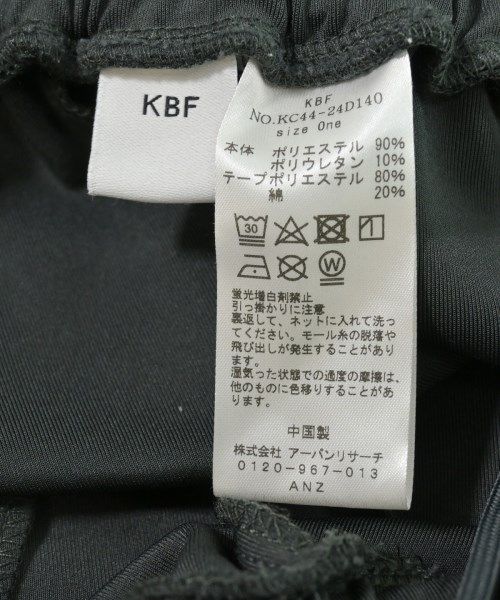 KBF
KBF
NO.KC44-24D140
size One
本体 ポリエステル 90%
ポリウレタン 10%
テープポリエステル 80%
綿 20%
30
W
蛍光増白剤禁止
引っ掛かりに注意
裏返して、ネットに入れて洗っ
てください。モール糸の脱落や
飛び出しが発生することがあり
ます。
湿気った状態での過度の摩擦は、
他のものに色移りすることがあ
ります。
中国製
株式会社 アーバンリサーチ
0120-967-013
ANZ